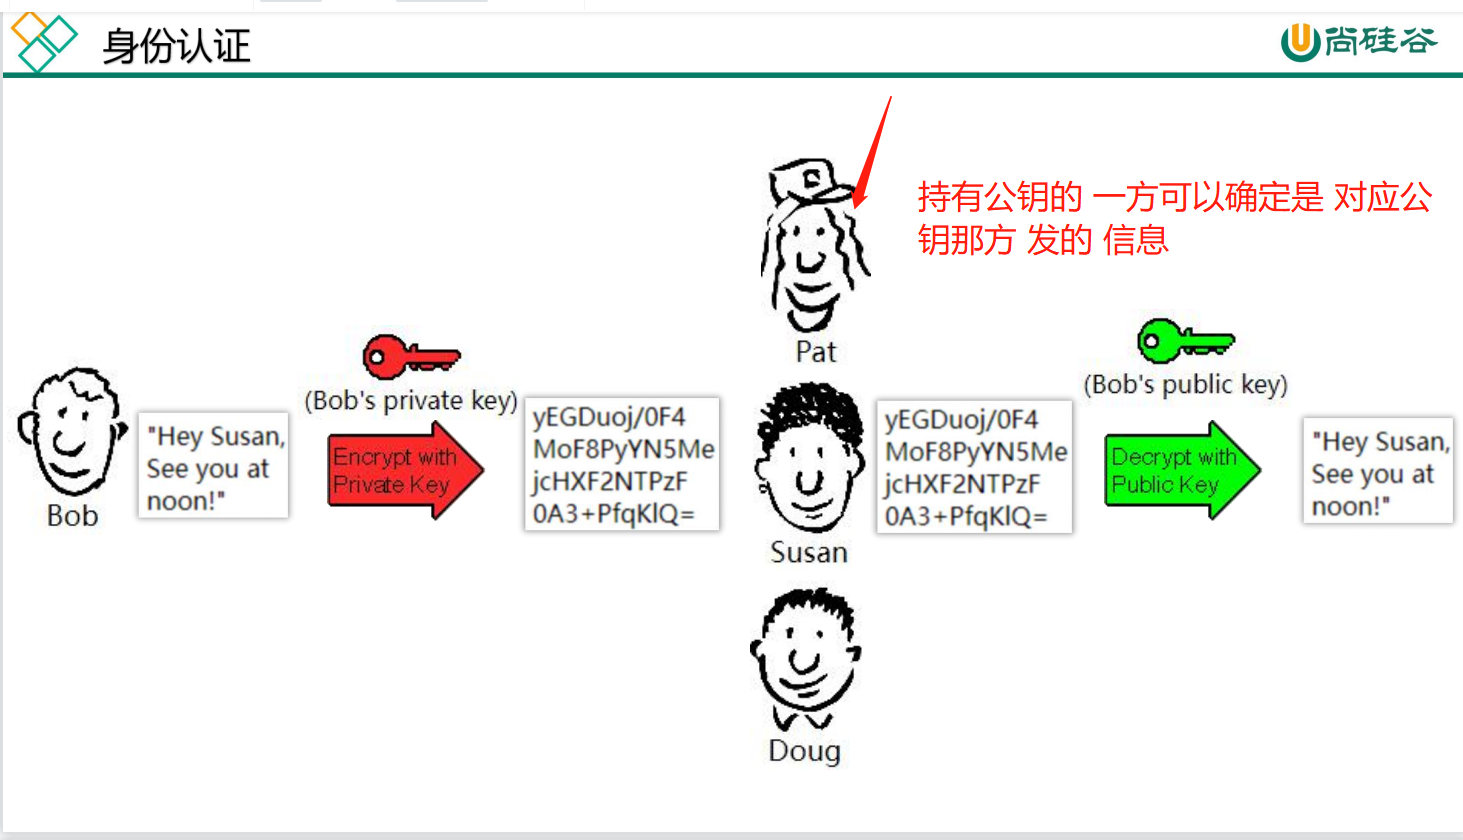 身份认证
尚硅谷
持有公钥的 一方可以确定是 对应公
钥那方 发的 信息
Pat
(Bob's private key)
(Bob's public key)
"Hey Susan,
See you at
noon!"
Encrypt with
Private Key
yEGDuoj/0F4
MoF8PyYN5Me
jcHXF2NTPzF
0A3+PfqKlQ=
yEGDuoj/0F4
MoF8PyYN5Me
jcHXF2NTPzF
0A3+PfqKlQ=
Decrypt with
Public Key
"Hey Susan,
See you at
noon!"
Bob
Susan
Doug